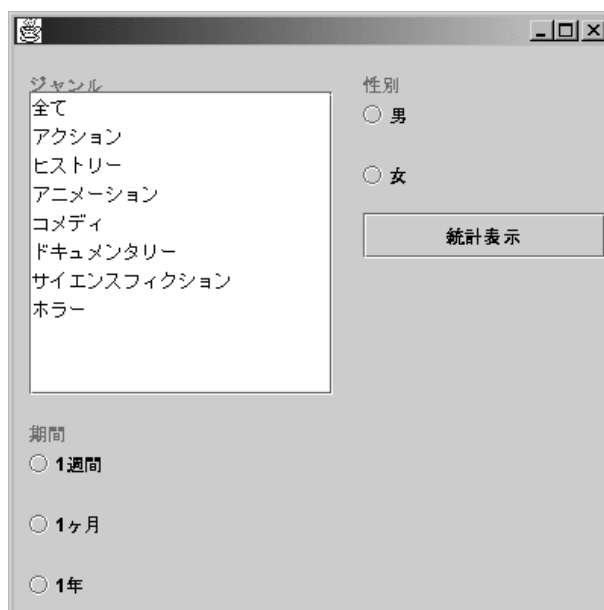 ジャンル
全て
アクション
ヒストリー
アニメーション
コメディ
ドキュメンタリー
サイエンスフィクション
ホラー
性別
男
女
統計表示
期間
1週間
1ヶ月
1年